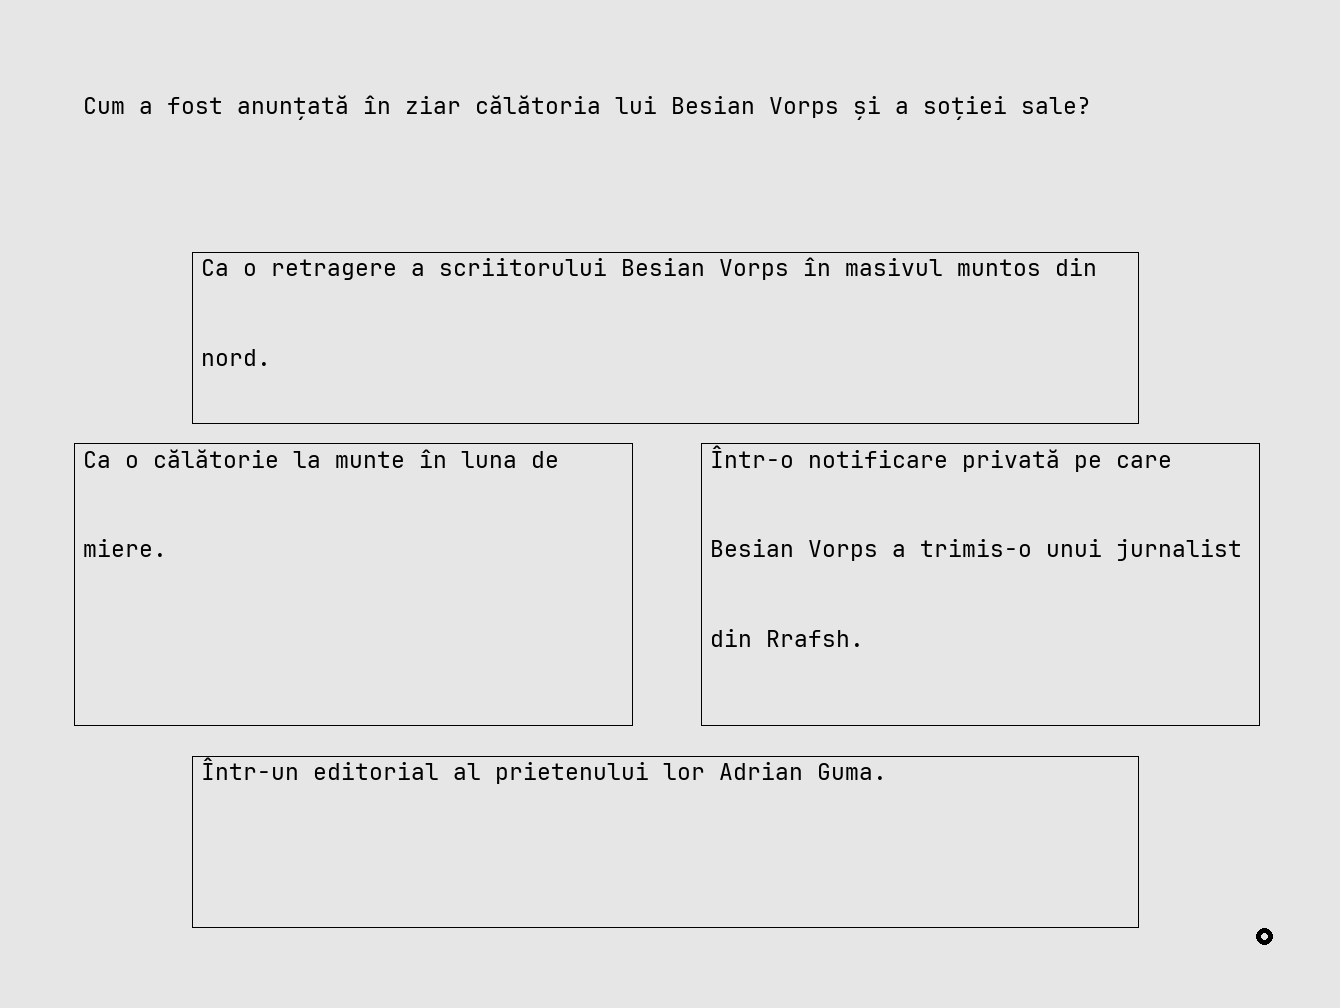 Cum a fost anunțată în ziar călătoria lui Besian Vorps și a soției sale?
Ca o retragere a scriitorului Besian Vorps în masivul muntos din
nord.
Ca o călătorie la munte în luna de
miere.
Într-o notificare privată pe care
Besian Vorps a trimis-o unui jurnalist
din Rrafsh.
Într-un editorial al prietenului lor Adrian Guma.